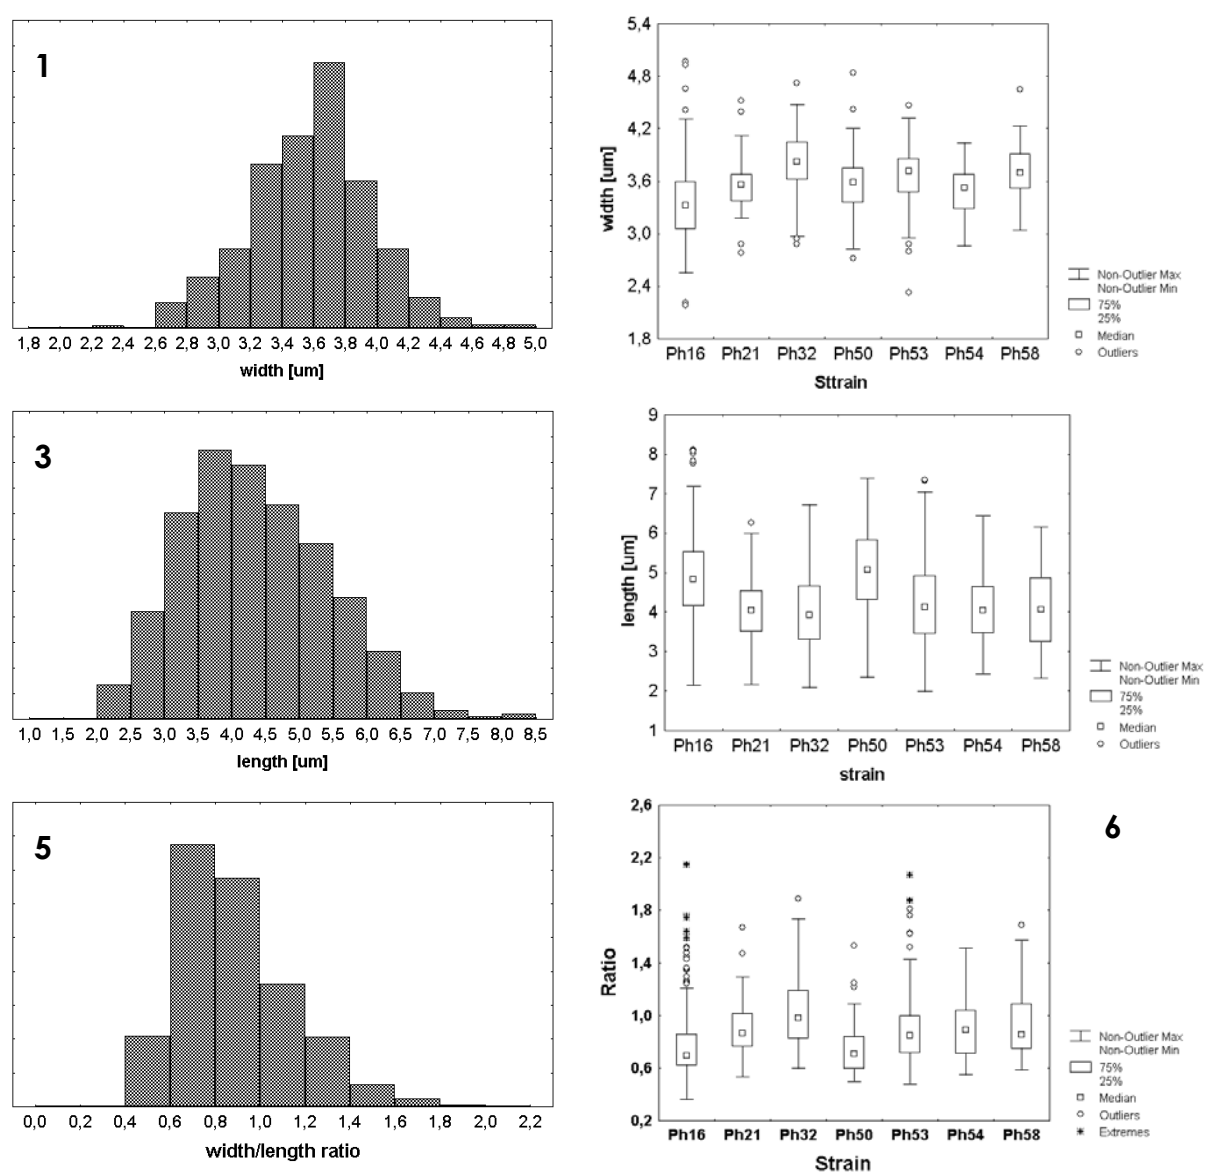 1
1,8 2,0 2,2 2,4 2,6 2,8 3,0 3,2 3,4 3,6 3,8 4,0 4,2 4,4 4,6 4,8 5,0
width [um]
5,4
4,8
4,2
3,6
3,0
2,4
1,8
width [um]
Ph16 Ph21 Ph32 Ph50 Ph53 Ph54 Ph58
Sttrain
Non-Outlier Max
Non-Outlier Min
75%
25%
Median
Outliers
3
1,0 1,5 2,0 2,5 3,0 3,5 4,0 4,5 5,0 5,5 6,0 6,5 7,0 7,5 8,0 8,5
length [um]
9
8
7
6
5
4
3
2
1
length [um]
Ph16 Ph21 Ph32 Ph50 Ph53 Ph54 Ph58
strain
Non-Outlier Max
Non-Outlier Min
75%
25%
Median
Outliers
5
0,0 0,2 0,4 0,6 0,8 1,0 1,2 1,4 1,6 1,8 2,0 2,2
width/length ratio
6
2,6
2,2
1,8
1,4
1,0
0,6
0,2
Ratio
Ph16 Ph21 Ph32 Ph50 Ph53 Ph54 Ph58
Strain
Non-Outlier Max
Non-Outlier Min
75%
25%
Median
Outliers
Extremes